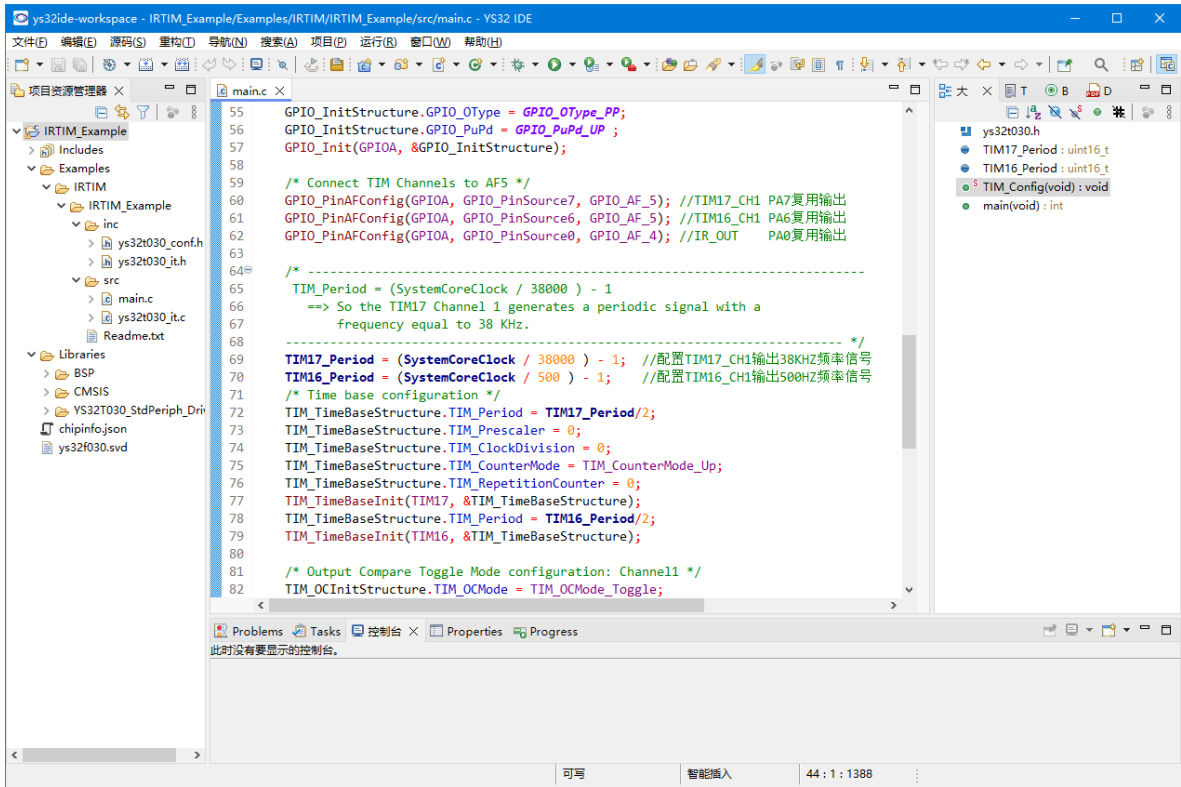 ys32ide-workspace - IRTIM_Example/Examples/IRTIM/IRTIM_Example/src/main.c - YS32 IDE
文件(F) 编辑(E) 源码(S) 重构(T) 导航(N) 搜索(A) 项目(P) 运行(R) 窗口(W) 帮助(H)
项目资源管理器
IRTIM_Example
Includes
Examples
IRTIM
IRTIM_Example
inc
ys32t030_conf.h
ys32t030_it.h
src
main.c
ys32t030_it.c
Readme.txt
Libraries
BSP
CMSIS
YS32T030_StdPeriph_Driv
chipinfo.json
ys32f030.svd
main.c
55 GPIO_InitStructure.GPIO_OType = GPIO_OType_PP;
56 GPIO_InitStructure.GPIO_PuPd = GPIO_PuPd_UP ;
57 GPIO_Init(GPIOA, &GPIO_InitStructure);
58
59 /* Connect TIM Channels to AF5 */
60 GPIO_PinAFConfig(GPIOA, GPIO_PinSource7, GPIO_AF_5); //TIM17_CH1 PA7复用输出
61 GPIO_PinAFConfig(GPIOA, GPIO_PinSource6, GPIO_AF_5); //TIM16_CH1 PA6复用输出
62 GPIO_PinAFConfig(GPIOA, GPIO_PinSource0, GPIO_AF_4); //IR_OUT    PA0复用输出
63
64 /* ---------------------------------------------------------------------------
65 TIM_Period = (SystemCoreClock / 38000 ) - 1
66 ==> So the TIM17 Channel 1 generates a periodic signal with a
67 frequency equal to 38 KHz.
68 --------------------------------------------------------------------------- */
69 TIM17_Period = (SystemCoreClock / 38000 ) - 1;  //配置TIM17_CH1输出38KHZ频率信号
70 TIM16_Period = (SystemCoreClock / 500 ) - 1;    //配置TIM16_CH1输出500HZ频率信号
71 /* Time base configuration */
72 TIM_TimeBaseStructure.TIM_Period = TIM17_Period/2;
73 TIM_TimeBaseStructure.TIM_Prescaler = 0;
74 TIM_TimeBaseStructure.TIM_ClockDivision = 0;
75 TIM_TimeBaseStructure.TIM_CounterMode = TIM_CounterMode_Up;
76 TIM_TimeBaseStructure.TIM_RepetitionCounter = 0;
77 TIM_TimeBaseInit(TIM17, &TIM_TimeBaseStructure);
78 TIM_TimeBaseStructure.TIM_Period = TIM16_Period/2;
79 TIM_TimeBaseInit(TIM16, &TIM_TimeBaseStructure);
80
81 /* Output Compare Toggle Mode configuration: Channel1 */
82 TIM_OCInitStructure.TIM_OCMode = TIM_OCMode_Toggle;
大 T B D
ys32t030.h
TIM17_Period : uint16_t
TIM16_Period : uint16_t
TIM_Config(void) : void
main(void) : int
Problems Tasks 控制台 Properties Progress
此时没有要显示的控制台。
可写 智能插入 44 : 1 : 1388